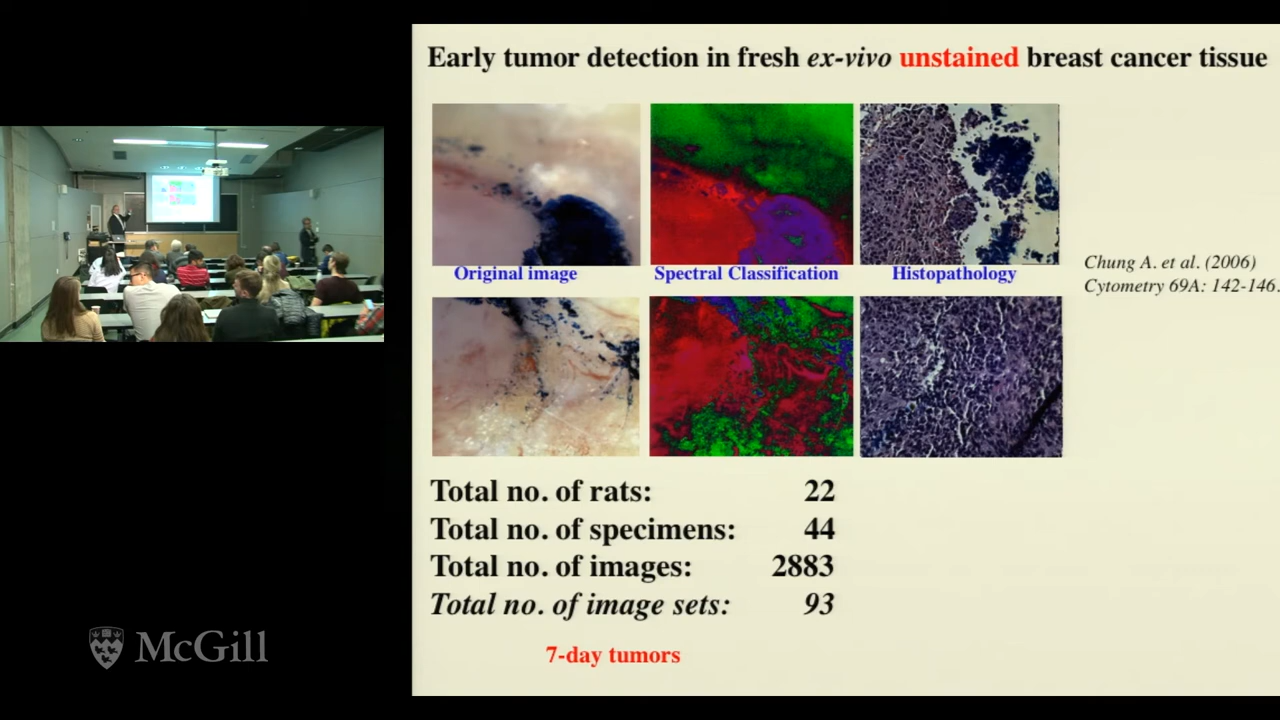 Early tumor detection in fresh ex-vivo unstained breast cancer tissue
Original image
Spectral Classification
Histopathology
Chung A. et al. (2006)
Cytometry 69A: 142-146.
Total no. of rats: 22
Total no. of specimens: 44
Total no. of images: 2883
Total no. of image sets: 93
7-day tumors
McGill